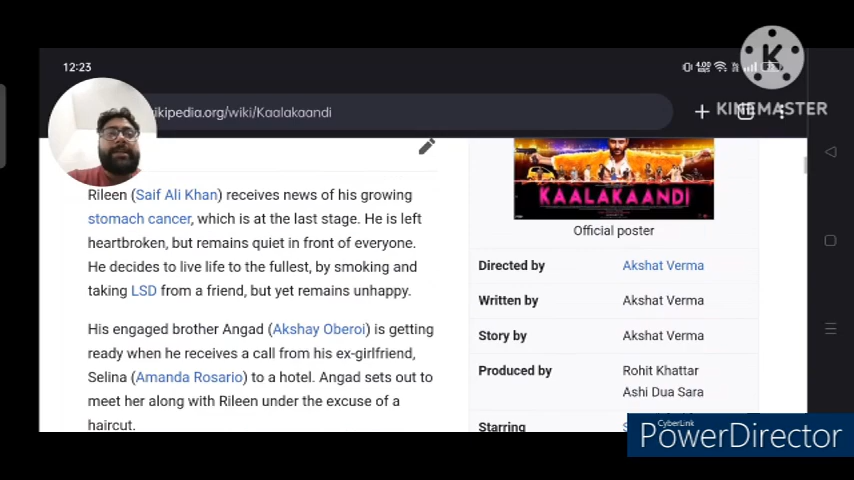 12:23
4.00
KINEMASTER
ikipedia.org/wiki/Kaalakaandi
KAALAKAANDI
Official poster
Rileen (Saif Ali Khan) receives news of his growing
stomach cancer, which is at the last stage. He is left
heartbroken, but remains quiet in front of everyone.
He decides to live life to the fullest, by smoking and
taking LSD from a friend, but yet remains unhappy.
His engaged brother Angad (Akshay Oberoi) is getting
ready when he receives a call from his ex-girlfriend,
Selina (Amanda Rosario) to a hotel. Angad sets out to
meet her along with Rileen under the excuse of a
haircut.
Directed by Akshat Verma
Written by Akshat Verma
Story by Akshat Verma
Produced by Rohit Khattar
Ashi Dua Sara
Starring
CyberLink
PowerDirector